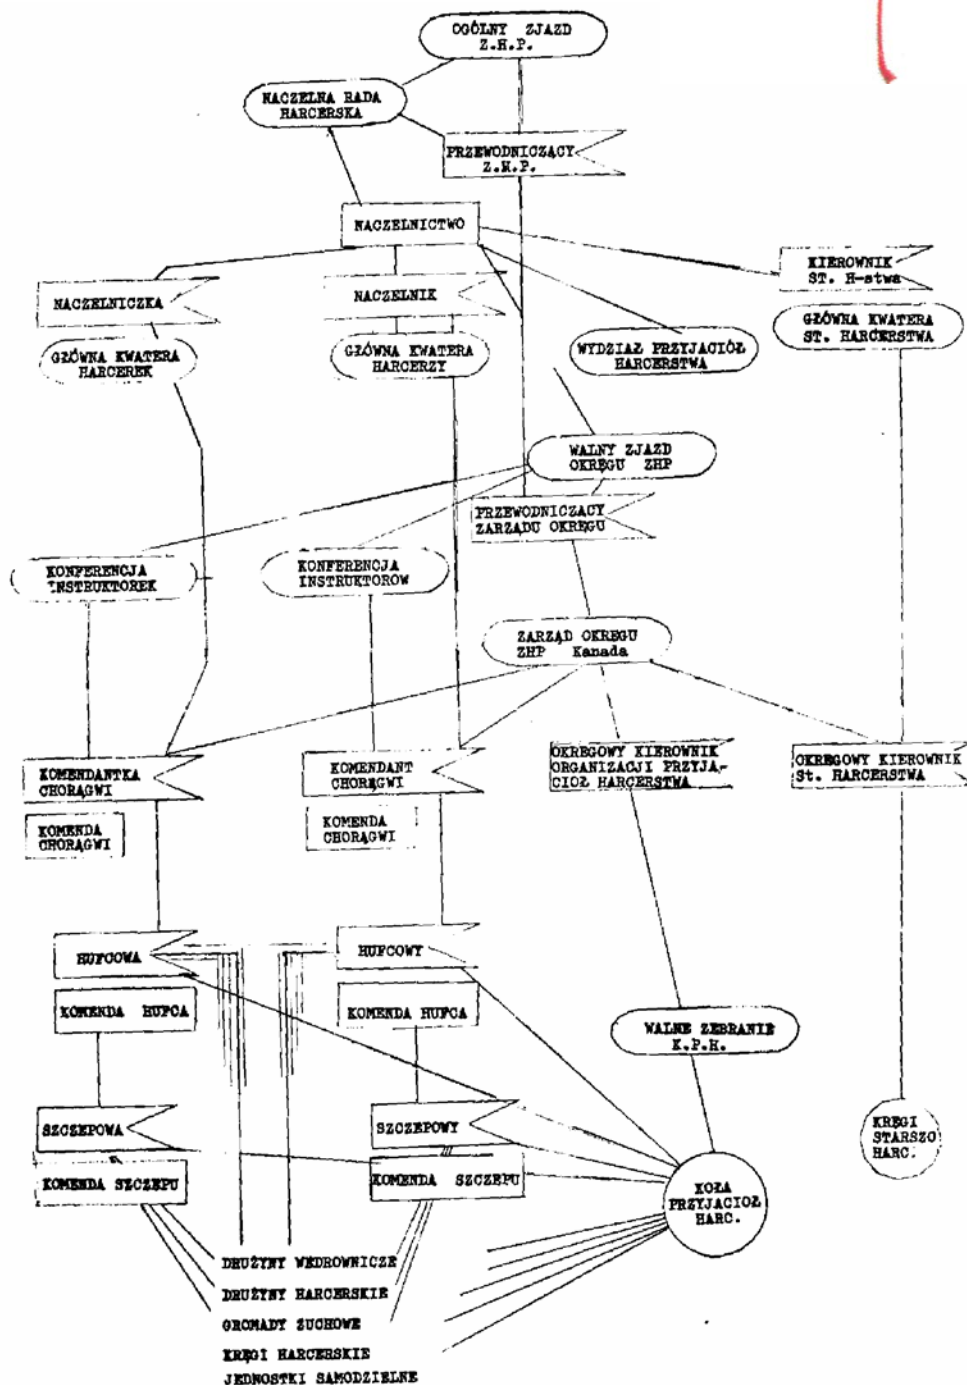 OGÓLNY ZJAZD
Z.H.P.
NACZELNA RADA
HARCERSKA
PRZEWODNICZĄCY
Z.H.P.
NACZELNICTWO
KIEROWNIK
ST. H-stwa
NACZELNICZKA
NACZELNIK
GŁÓWNA KWATERA
ST. HARCERSTWA
GŁÓWNA KWATERA
HARCEREK
GŁÓWNA KWATERA
HARCERZY
WYDZIAŁ PRZYJACIÓŁ
HARCERSTWA
WALNY ZJAZD
OKRĘGU ZHP
PRZEWODNICZĄCY
ZARZĄDU OKRĘGU
KONFERENCJA
INSTRUKTOREK
KONFERENCJA
INSTRUKTORÓW
ZARZĄD OKRĘGU
ZHP Kanada
KOMENDANTKA
CHORĄGWI
KOMENDANT
CHORĄGWI
OKRĘGOWY KIEROWNIK
ORGANIZACJI PRZYJA-
CIOŁ HARCERSTWA
OKRĘGOWY KIEROWNIK
St. HARCERSTWA
KOMENDA
CHORĄGWI
KOMENDA
CHORĄGWI
HUFCOWA
HUFCOWY
KOMENDA HUFCA
KOMENDA HUFCA
WALNE ZEBRANIE
K.P.H.
SZCZEPOWA
SZCZEPOWY
KRĘGI
STARSZO
HARC.
KOMENDA SZCZEPU
KOMENDA SZCZEPU
KOŁA
PRZYJACIOŁ
HARC.
DRUŻYNY WĘDROWNICZE
DRUŻYNY HARCERSKIE
GROMADY ZUCHOWE
KRĘGI HARCERSKIE
JEDNOSTKI SAMODZIELNE